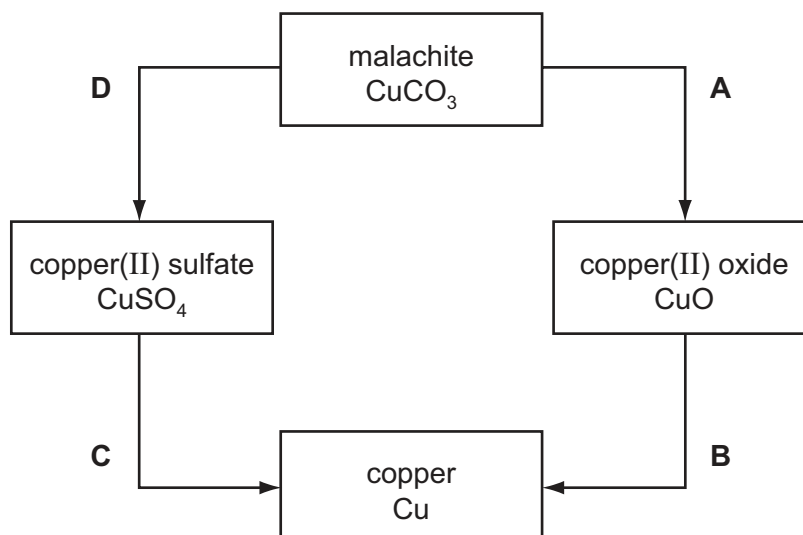 malachite
CuCO₃
D
A
copper(II) sulfate
CuSO₄
copper(II) oxide
CuO
C
B
copper
Cu